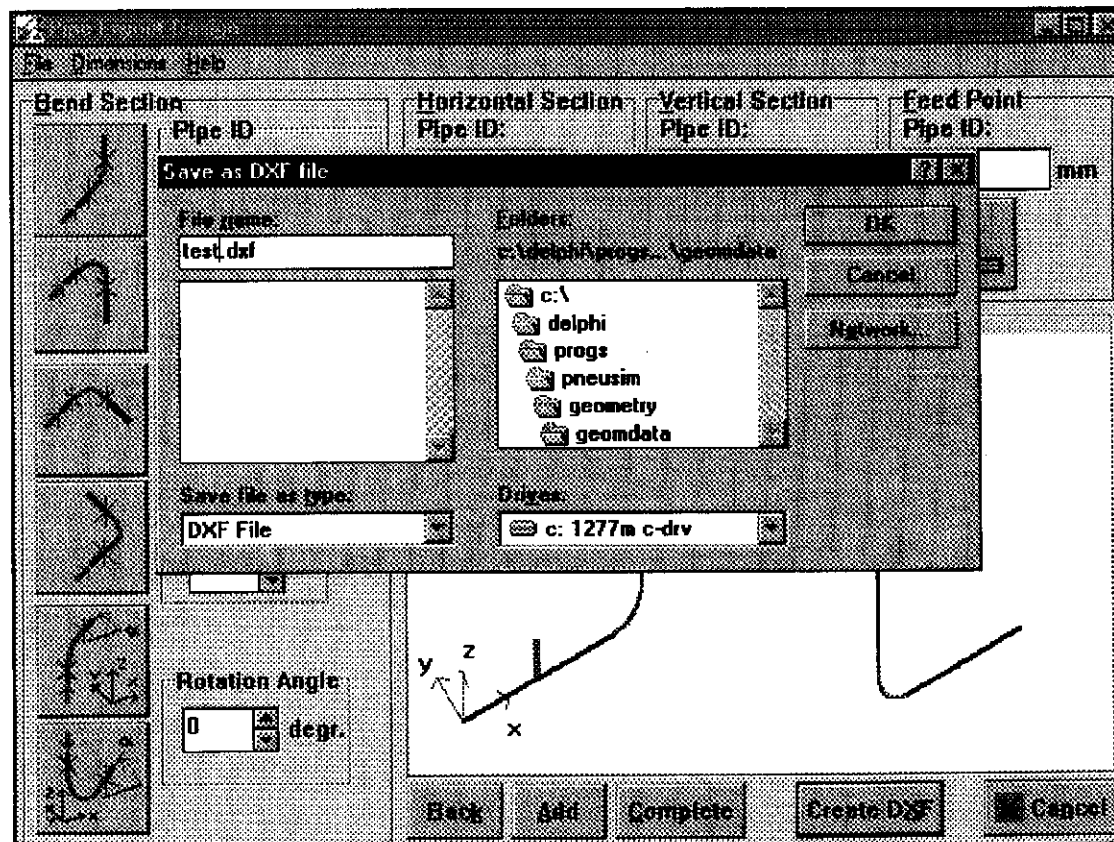 Pipe Layout Design
File Dimensions Help
Bend Section
Pipe ID
Horizontal Section
Pipe ID:
Vertical Section
Pipe ID:
Feed Point
Pipe ID:
mm
Save as DXF file
File name:
test.dxf
Folders:
c:\delphi\progs...\geomdata
c:\
delphi
progs
pneusim
geometry
geomdata
OK
Cancel
Network...
Save file as type:
DXF File
Drives:
c: 1277m c-drv
Rotation Angle
0 degr.
y z
x
Back Add Complete Create DXF Cancel